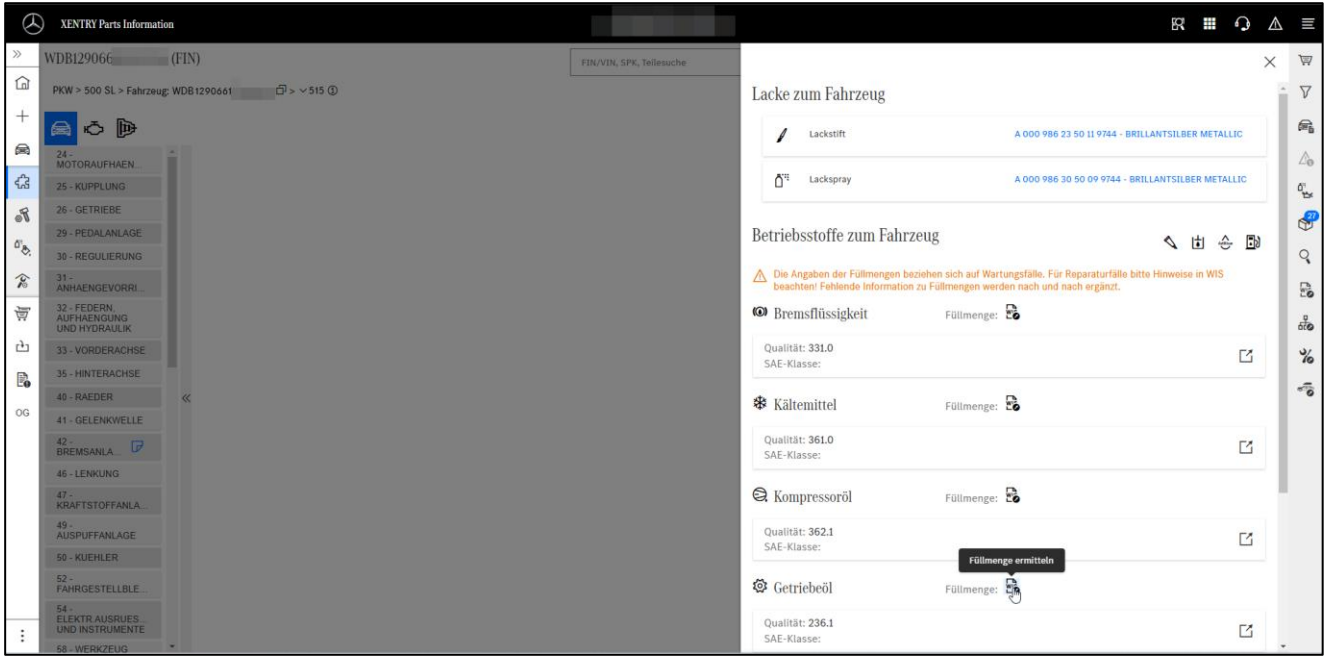 XENTRY Parts Information
WDB129066 (FIN)
FIN/VIN, SPK, Teilesuche
PKW > 500 SL > Fahrzeug: WDB1290661 > 515
24 -
MOTORAUFHAEN...
25 - KUPPLUNG
26 - GETRIEBE
29 - PEDALANLAGE
30 - REGULIERUNG
31 -
ANHAENGEVORRI...
32 - FEDERN,
AUFHAENGUNG
UND HYDRAULIK
33 - VORDERACHSE
35 - HINTERACHSE
40 - RAEDER
41 - GELENKWELLE
42 -
BREMSANLA...
46 - LENKUNG
47 -
KRAFTSTOFFANLA...
49 -
AUSPUFFANLAGE
50 - KUEHLER
52 -
FAHRGESTELLBLE...
54 -
ELEKTR.AUSRUES...
UND INSTRUMENTE
58 - WERKZEUG
OG
Lacke zum Fahrzeug
Lackstift A 000 986 23 50 11 9744 - BRILLANTSILBER METALLIC
Lackspray A 000 986 30 50 09 9744 - BRILLANTSILBER METALLIC
Betriebsstoffe zum Fahrzeug
Die Angaben der Füllmengen beziehen sich auf Wartungsfälle. Für Reparaturfälle bitte Hinweise in WIS
beachten! Fehlende Information zu Füllmengen werden nach und nach ergänzt.
Bremsflüssigkeit Füllmenge:
Qualität: 331.0
SAE-Klasse:
Kältemittel Füllmenge:
Qualität: 361.0
SAE-Klasse:
Kompressoröl Füllmenge:
Qualität: 362.1
SAE-Klasse:
Füllmenge ermitteln
Getriebeöl Füllmenge:
Qualität: 236.1
SAE-Klasse:
27